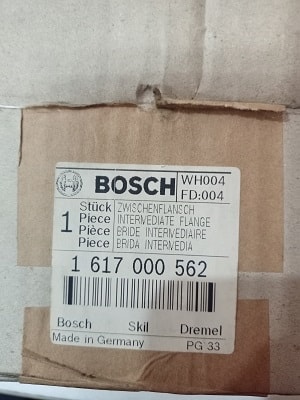 BOSCH
WH004
FD:004
1
Stück ZWISCHENFLANSCH
Piece INTERMEDIATE FLANGE
Pièce BRIDE INTERMEDIAIRE
Pieza BRIDA INTERMEDIA
1 617 000 562
Bosch Skil Dremel
Made in Germany PG 33